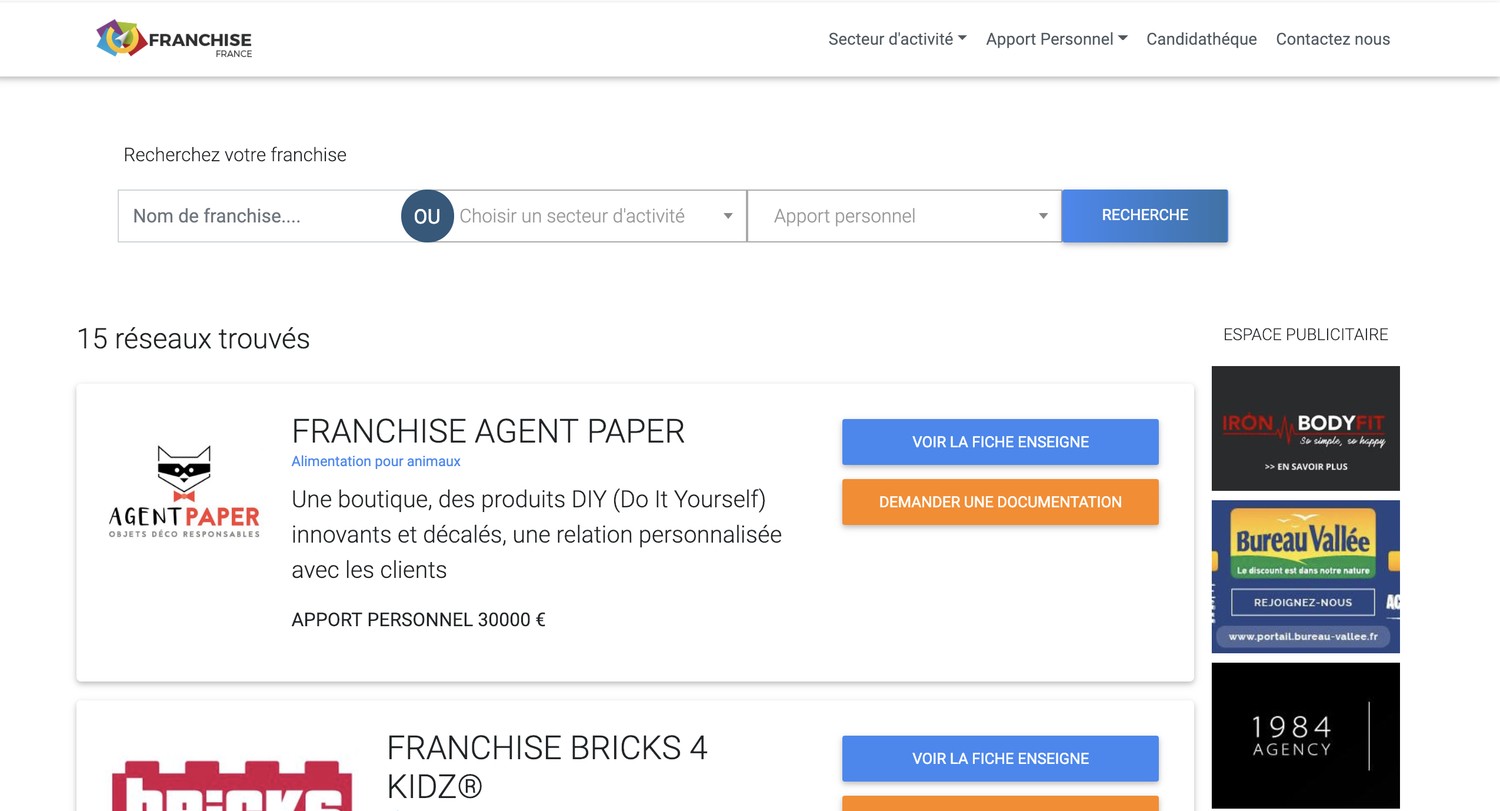 FRANCHISE
FRANCE
Secteur d'activité
Apport Personnel
Candidathéque
Contactez nous
Recherchez votre franchise
Nom de franchise....
OU
Choisir un secteur d'activité
Apport personnel
RECHERCHE
15 réseaux trouvés
ESPACE PUBLICITAIRE
AGENT PAPER
OBJETS DÉCO RESPONSABLES
FRANCHISE AGENT PAPER
Alimentation pour animaux
Une boutique, des produits DIY (Do It Yourself)
innovants et décalés, une relation personnalisée
avec les clients
APPORT PERSONNEL 30000 €
VOIR LA FICHE ENSEIGNE
DEMANDER UNE DOCUMENTATION
IRON BODYFIT
So simple, so happy
>> EN SAVOIR PLUS
Bureau Vallée
Le discount est dans notre nature
REJOIGNEZ-NOUS
www.portail.bureau-vallee.fr
1984
AGENCY
bricks
FRANCHISE BRICKS 4
KIDZ®
VOIR LA FICHE ENSEIGNE